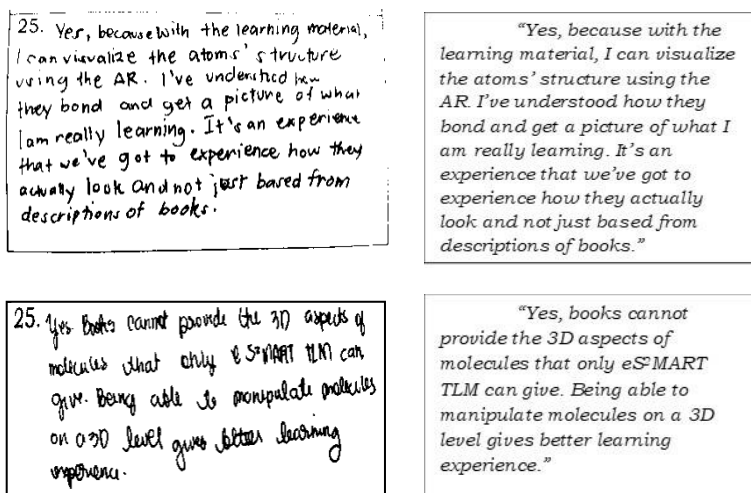 25. Yes, because with the learning material,
I can visualize the atoms' structure
using the AR. I've understood how
they bond and get a picture of what
I am really learning. It's an experience
that we've got to experience how they
actually look and not just based from
descriptions of books.
"Yes, because with the
learning material, I can visualize
the atoms' structure using the
AR. I've understood how they
bond and get a picture of what I
am really learning. It's an
experience that we've got to
experience how they actually
look and not just based from
descriptions of books."
25. Yes Books cannot provide the 3D aspects of
molecules that only eS²MART TLM can
give. Being able to manipulate molecules
on a 3D level gives better learning
experience.
"Yes, books cannot
provide the 3D aspects of
molecules that only eS²MART
TLM can give. Being able to
manipulate molecules on a 3D
level gives better learning
experience."